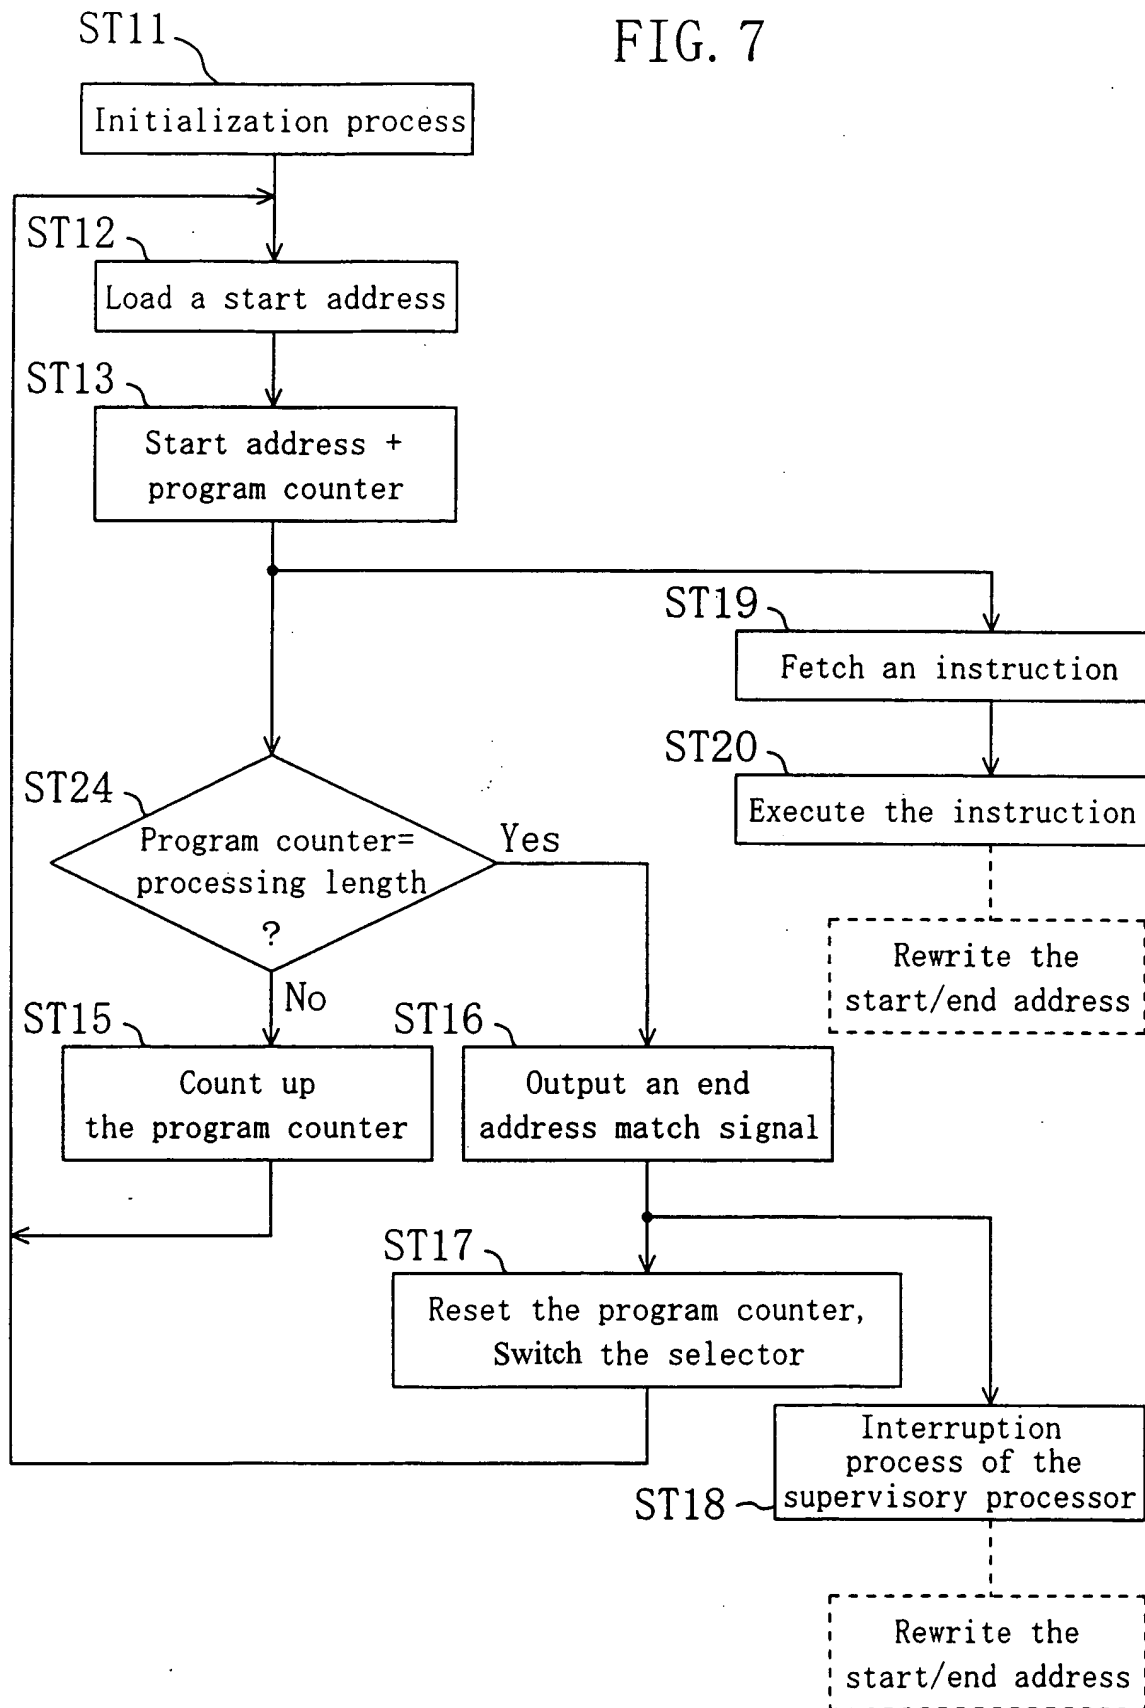 FIG. 7
ST11
Initialization process
ST12
Load a start address
ST13
Start address +
program counter
ST19
Fetch an instruction
ST20
Execute the instruction
Rewrite the
start/end address
ST24
Program counter=
processing length
?
Yes
No
ST15
Count up
the program counter
ST16
Output an end
address match signal
ST17
Reset the program counter,
Switch the selector
ST18
Interruption
process of the
supervisory processor
Rewrite the
start/end address